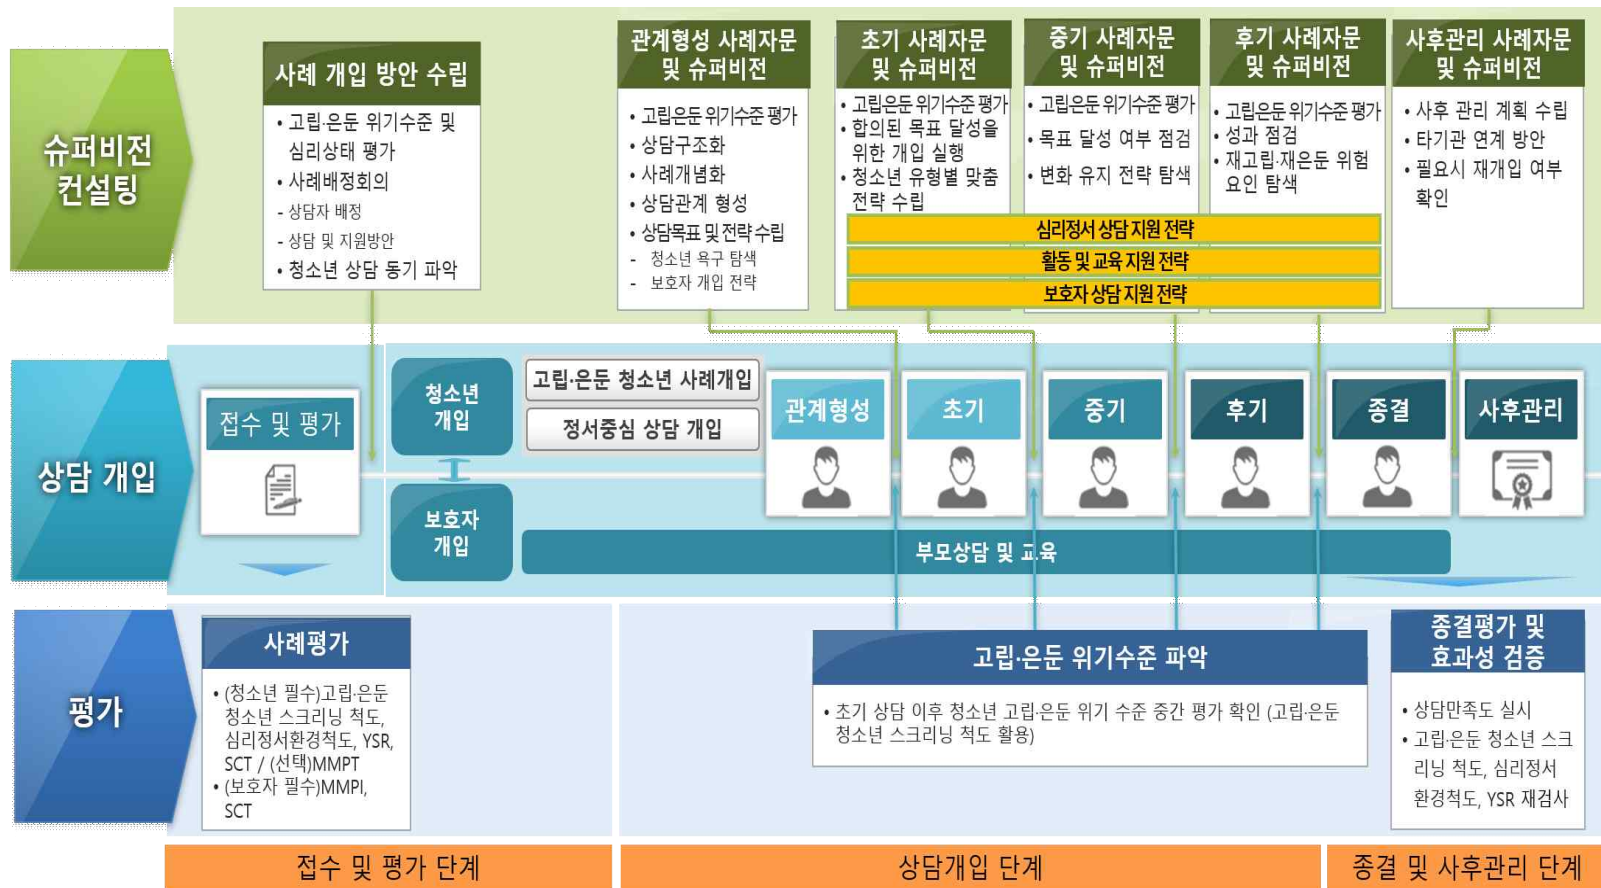 슈퍼비전
컨설팅
사례 개입 방안 수립
• 고립·은둔 위기수준 및
심리상태 평가
• 사례배정회의
- 상담자 배정
- 상담 및 지원방안
• 청소년 상담 동기 파악
관계형성 사례자문
및 슈퍼비전
• 고립·은둔 위기수준 평가
• 상담구조화
• 사례개념화
• 상담관계 형성
• 상담목표 및 전략 수립
- 청소년 욕구 탐색
- 보호자 개입 전략
초기 사례자문
및 슈퍼비전
• 고립·은둔 위기수준 평가
• 합의된 목표 달성을
위한 개입 실행
• 청소년 유형별 맞춤
전략 수립
중기 사례자문
및 슈퍼비전
• 고립·은둔 위기수준 평가
• 목표 달성 여부 점검
• 변화 유지 전략 탐색
후기 사례자문
및 슈퍼비전
• 고립·은둔 위기수준 평가
• 성과 점검
• 재고립·재은둔 위험
요인 탐색
사후관리 사례자문
및 슈퍼비전
• 사후 관리 계획 수립
• 타기관 연계 방안
• 필요시 재개입 여부
확인
심리정서 상담 지원 전략
활동 및 교육 지원 전략
보호자 상담 지원 전략
상담 개입
접수 및 평가
청소년
개입
보호자
개입
고립·은둔 청소년 사례개입
정서중심 상담 개입
관계형성
초기
중기
후기
종결
사후관리
부모상담 및 교육
평가
사례평가
• (청소년 필수)고립·은둔
청소년 스크리닝 척도,
심리정서환경척도, YSR,
SCT / (선택)MMPT
• (보호자 필수)MMPI,
SCT
고립·은둔 위기수준 파악
• 초기 상담 이후 청소년 고립·은둔 위기 수준 중간 평가 확인 (고립·은둔
청소년 스크리닝 척도 활용)
종결평가 및
효과성 검증
• 상담만족도 실시
• 고립·은둔 청소년 스크
리닝 척도, 심리정서
환경척도, YSR 재검사
접수 및 평가 단계
상담개입 단계
종결 및 사후관리 단계